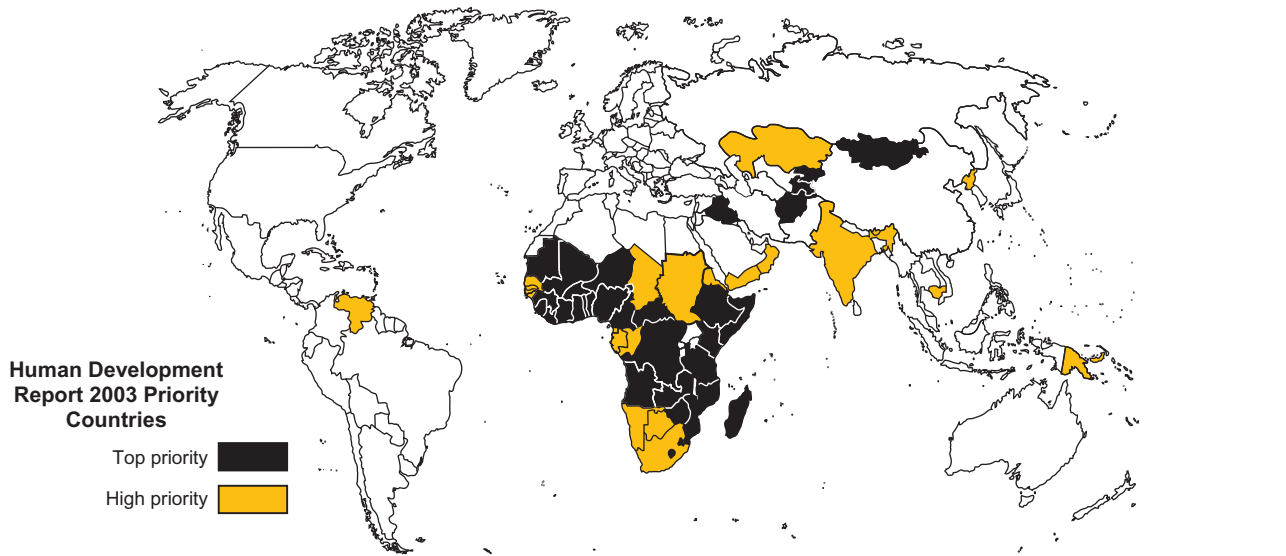 Human Development
Report 2003 Priority
Countries
Top priority
High priority